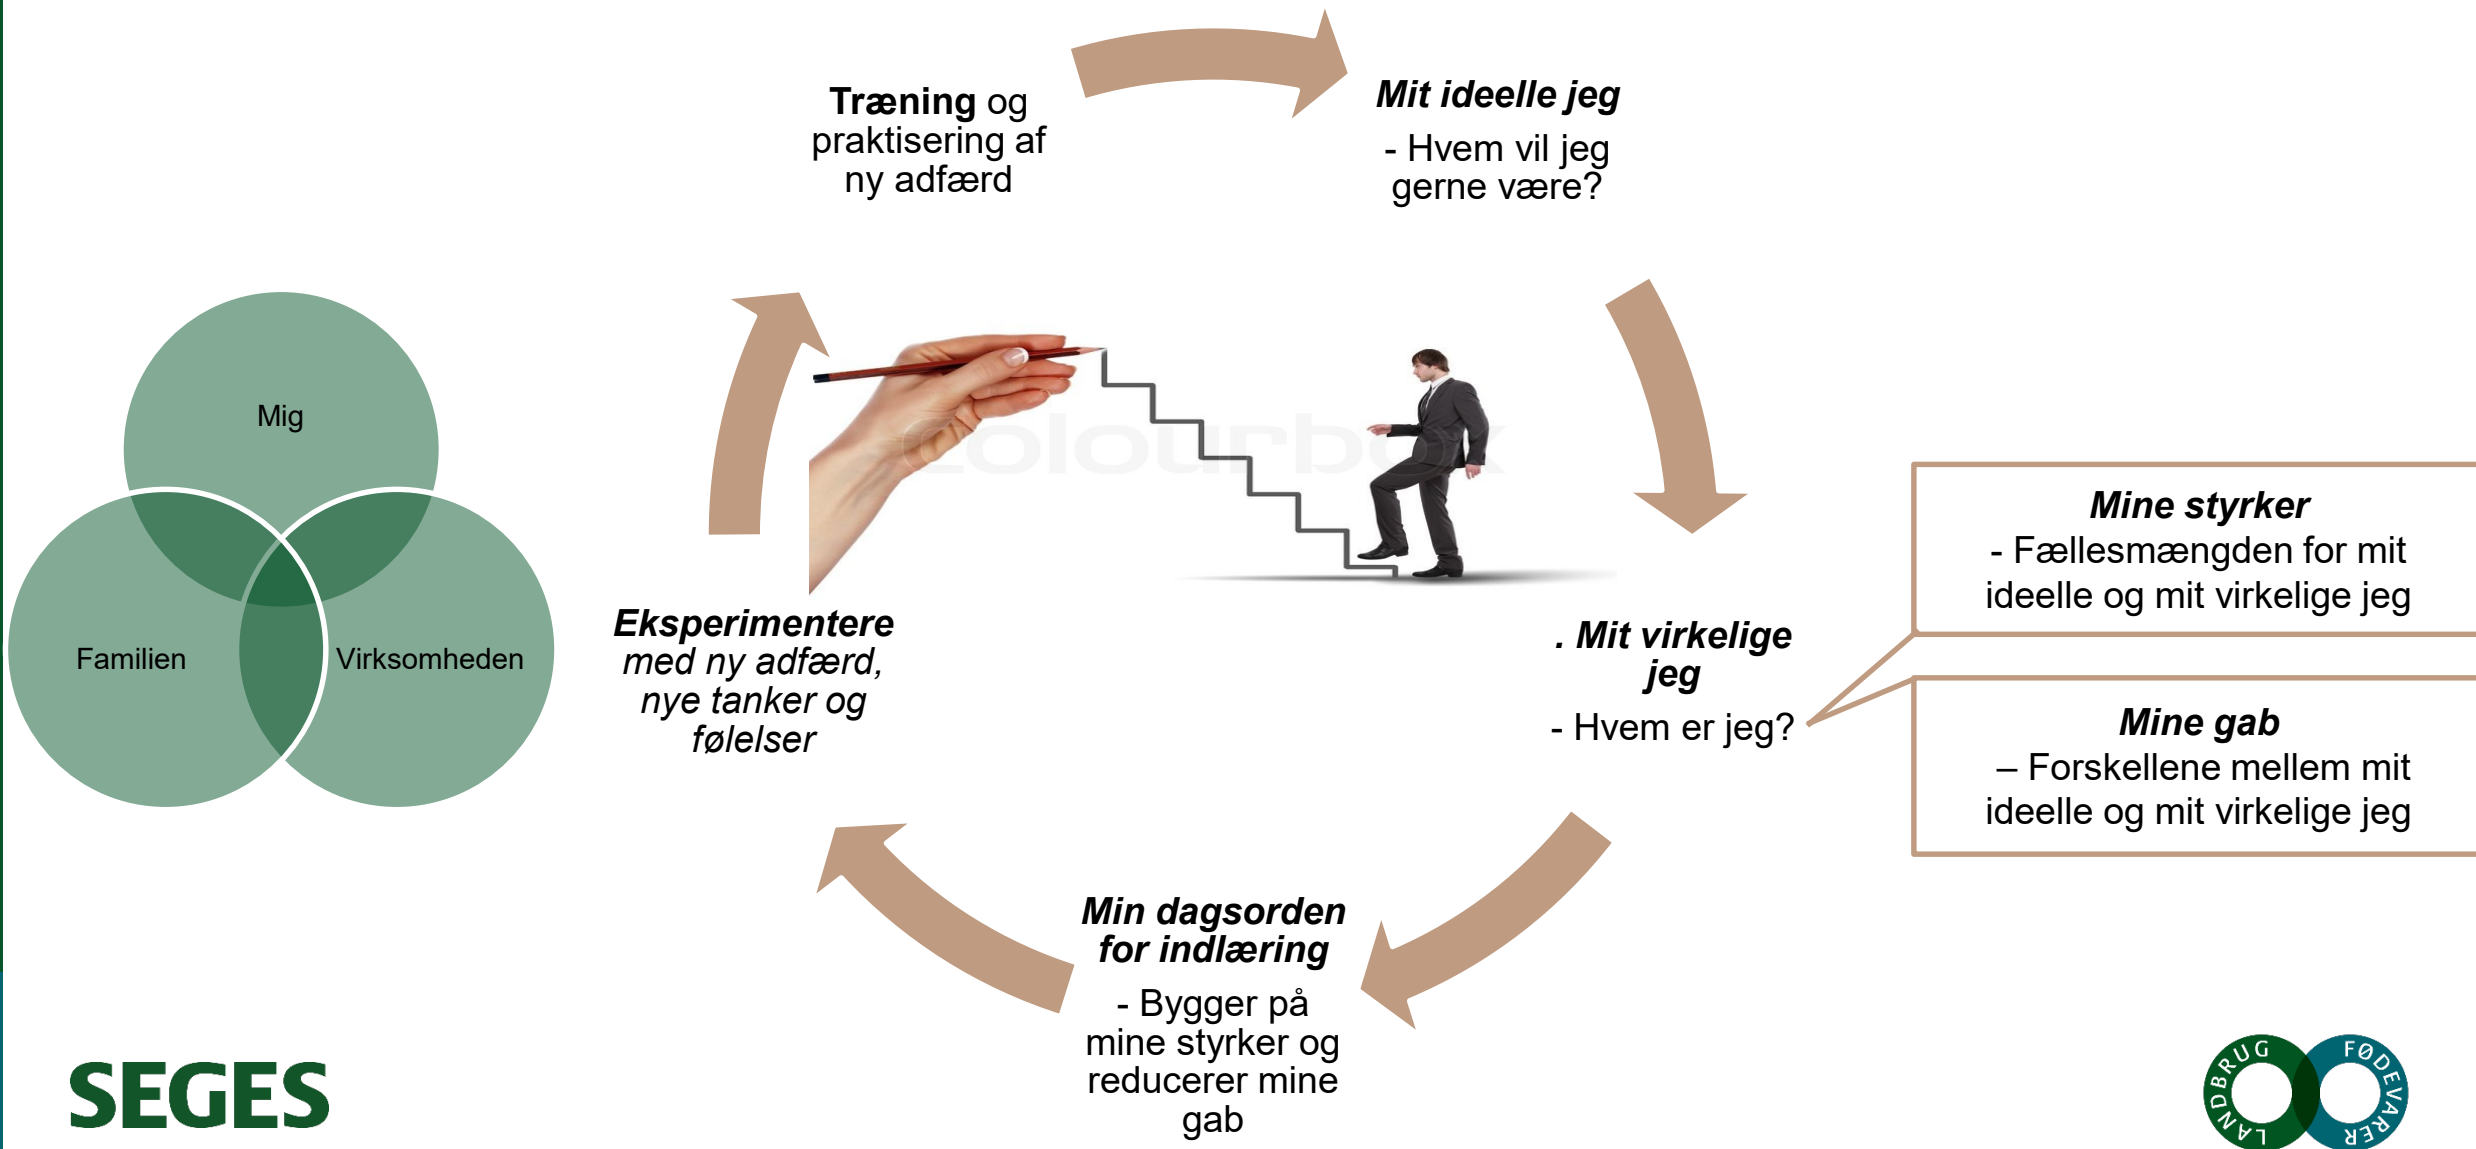 Træning og
praktisering af
ny adfærd
Mit ideelle jeg
- Hvem vil jeg
gerne være?
Mig
Familien
Virksomheden
colourbox
Mine styrker
- Fællesmængden for mit
ideelle og mit virkelige jeg
Eksperimentere
med ny adfærd,
nye tanker og
følelser
. Mit virkelige
jeg
- Hvem er jeg?
Mine gab
– Forskellene mellem mit
ideelle og mit virkelige jeg
Min dagsorden
for indlæring
- Bygger på
mine styrker og
reducerer mine
gab
SEGES
LANDBRUG
FØDEVARER